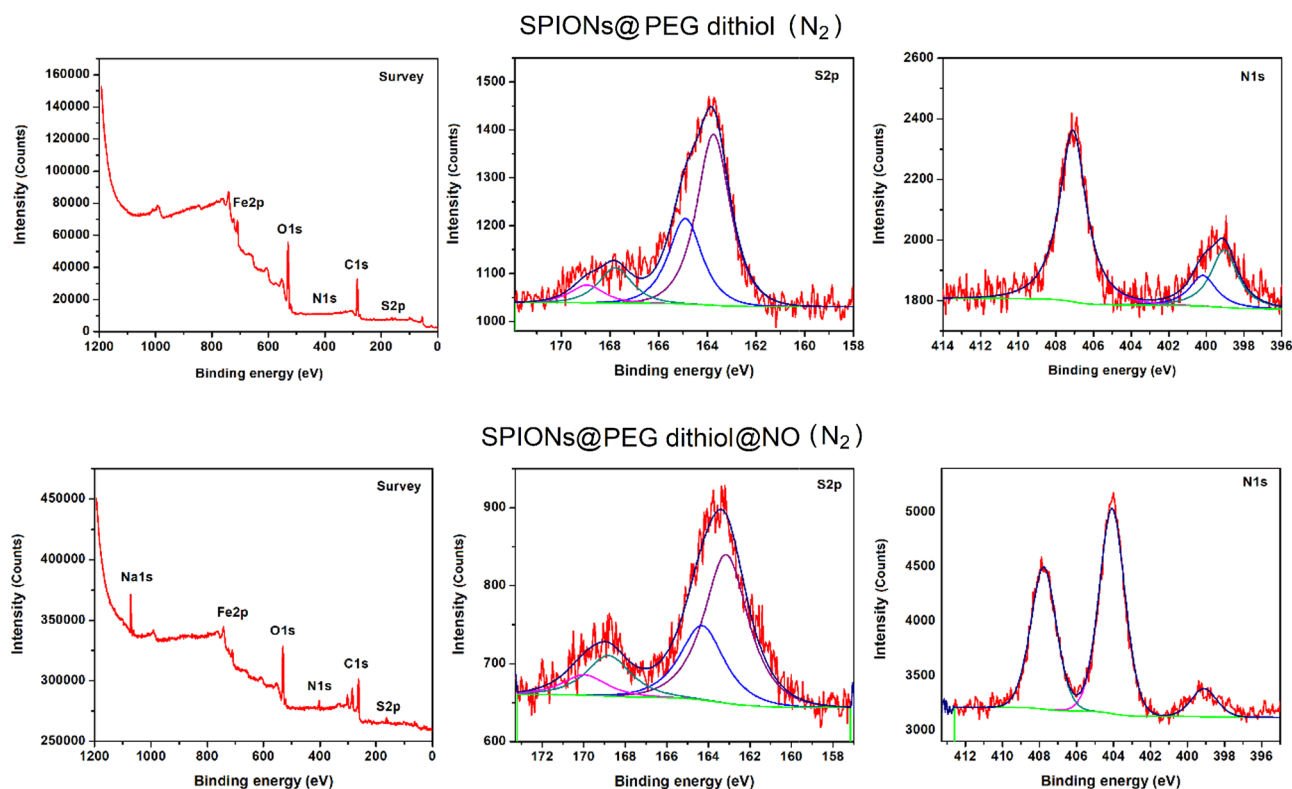 SPIONs@PEG dithiol (N2)
Survey
Fe2p
O1s
N1s
C1s
S2p
160000
140000
120000
100000
80000
60000
40000
20000
0
1200 1000 800 600 400 200 0
Intensity (Counts)
Binding energy (eV)
S2p
1500
1400
1300
1200
1100
1000
170 168 166 164 162 160 158
Intensity (Counts)
Binding energy (eV)
N1s
2600
2400
2200
2000
1800
414 412 410 408 406 404 402 400 398 396
Intensity (Counts)
Binding energy (eV)
SPIONs@PEG dithiol@NO (N2)
Survey
Na1s
Fe2p
O1s
N1s
C1s
S2p
450000
400000
350000
300000
250000
1200 1000 800 600 400 200 0
Intensity (Counts)
Binding energy (eV)
S2p
900
800
700
600
172 170 168 166 164 162 160 158
Intensity (Counts)
Binding energy (eV)
N1s
5000
4500
4000
3500
3000
412 410 408 406 404 402 400 398 396
Intensity (Counts)
Binding energy (eV)